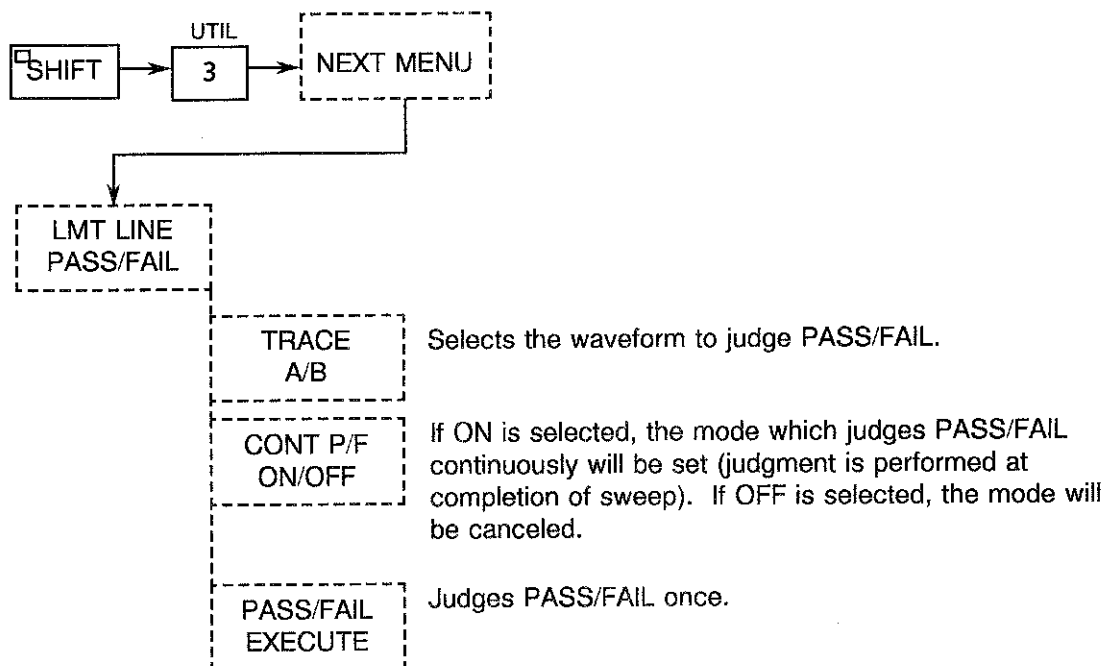 UTIL
SHIFT
3
NEXT MENU
LMT LINE
PASS/FAIL
TRACE
A/B
Selects the waveform to judge PASS/FAIL.
CONT P/F
ON/OFF
If ON is selected, the mode which judges PASS/FAIL
continuously will be set (judgment is performed at
completion of sweep). If OFF is selected, the mode will
be canceled.
PASS/FAIL
EXECUTE
Judges PASS/FAIL once.